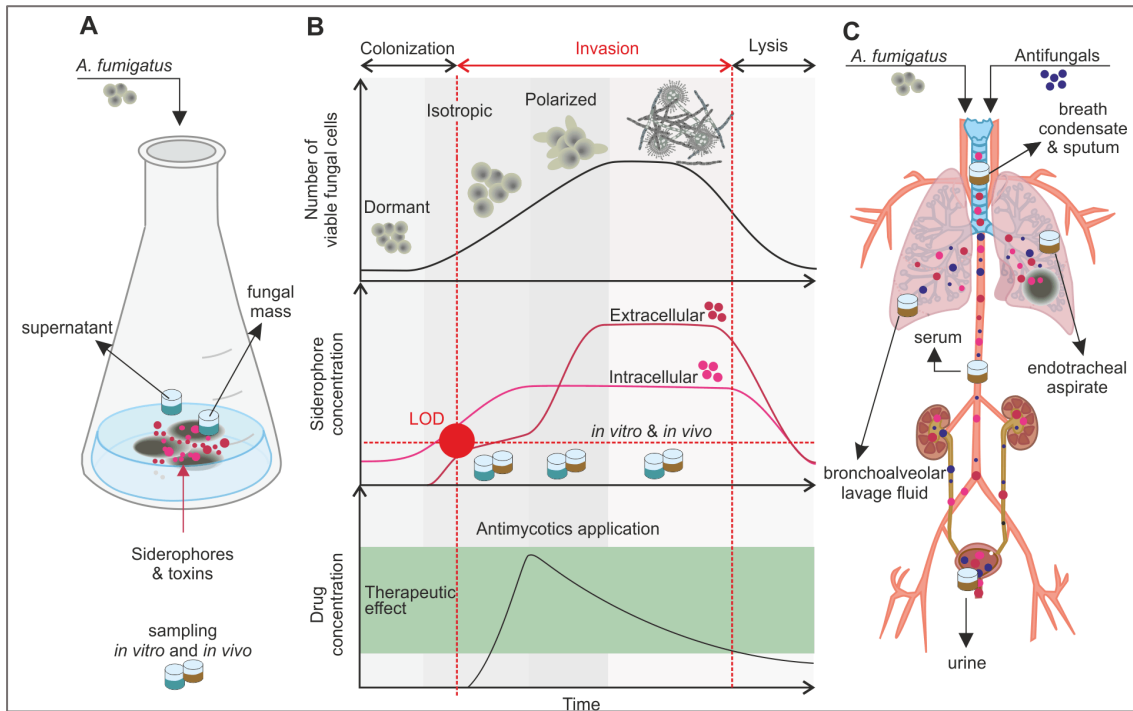 A
A. fumigatus
supernatant
fungal
mass
Siderophores
& toxins
sampling
in vitro and in vivo
B
Colonization
Invasion
Lysis
Number of
viable fungal cells
Dormant
Isotropic
Polarized
Siderophore
concentration
Extracellular
Intracellular
LOD
in vitro & in vivo
Drug
concentration
Antimycotics application
Therapeutic
effect
Time
C
A. fumigatus
Antifungals
breath
condensate
& sputum
serum
endotracheal
aspirate
bronchoalveolar
lavage fluid
urine